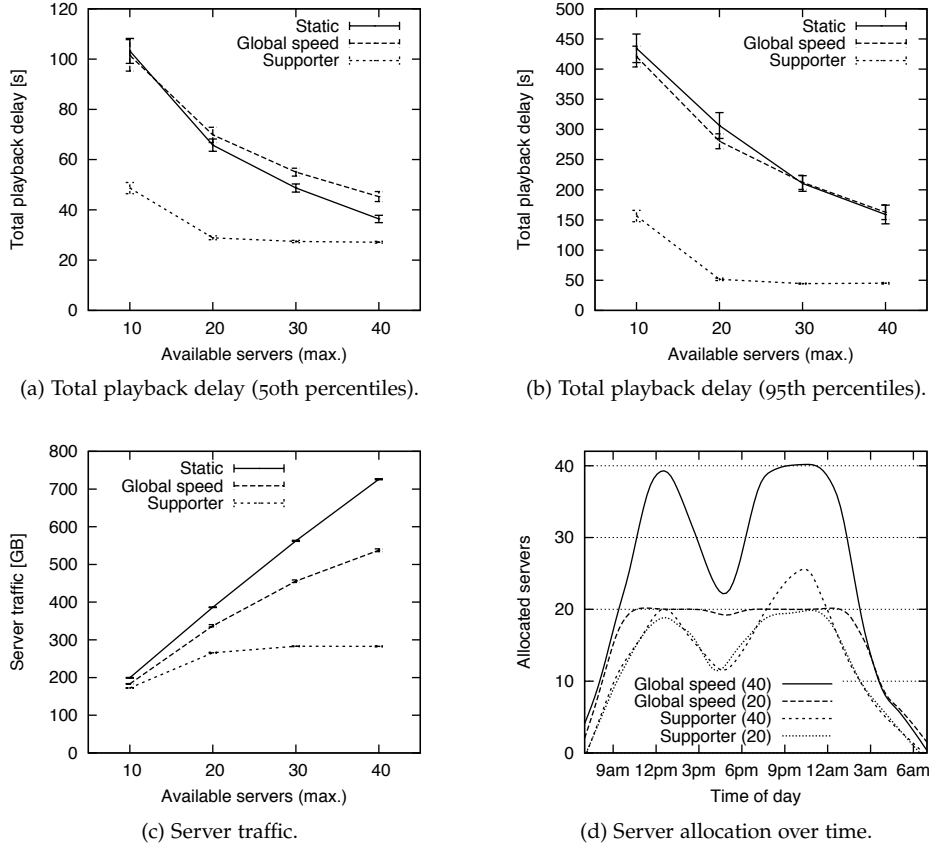 120
100
80
60
40
20
0
Total playback delay [s]
Static
Global speed
Supporter
10 20 30 40
Available servers (max.)
(a) Total playback delay (50th percentiles).
500
450
400
350
300
250
200
150
100
50
0
Total playback delay [s]
Static
Global speed
Supporter
10 20 30 40
Available servers (max.)
(b) Total playback delay (95th percentiles).
800
700
600
500
400
300
200
100
0
Server traffic [GB]
Static
Global speed
Supporter
10 20 30 40
Available servers (max.)
(c) Server traffic.
40
30
20
10
0
Allocated servers
Global speed (40)
Global speed (20)
Supporter (40)
Supporter (20)
9am 12pm 3pm 6pm 9pm 12am 3am 6am
Time of day
(d) Server allocation over time.